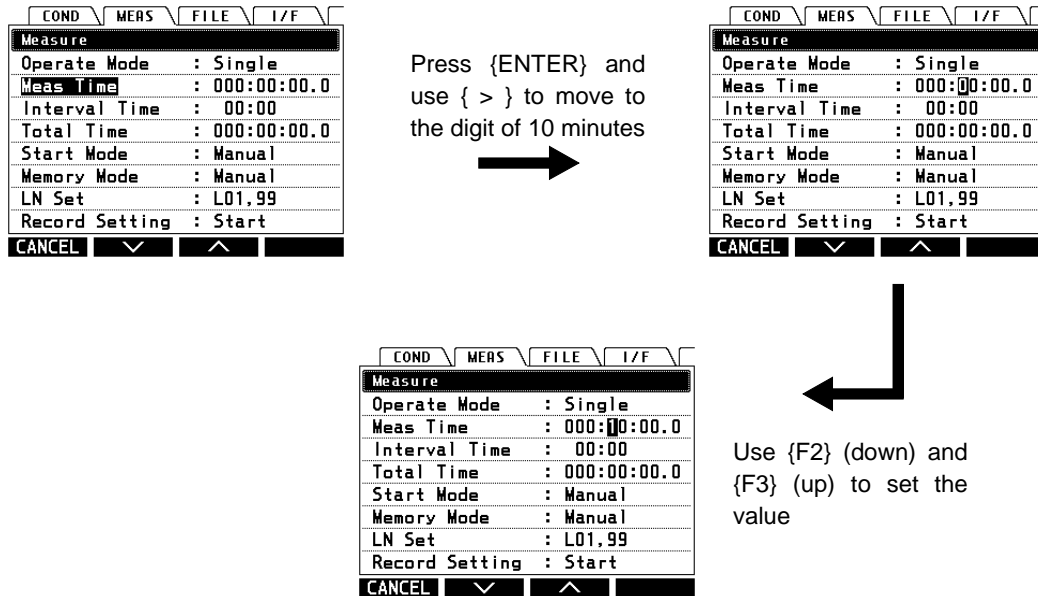 COND MEAS FILE I/F
Measure
Operate Mode : Single
Meas Time : 000:00:00.0
Interval Time : 00:00
Total Time : 000:00:00.0
Start Mode : Manual
Memory Mode : Manual
LN Set : L01,99
Record Setting : Start
CANCEL
Press {ENTER} and
use { > } to move to
the digit of 10 minutes
COND MEAS FILE I/F
Measure
Operate Mode : Single
Meas Time : 000:00:00.0
Interval Time : 00:00
Total Time : 000:00:00.0
Start Mode : Manual
Memory Mode : Manual
LN Set : L01,99
Record Setting : Start
CANCEL
Use {F2} (down) and
{F3} (up) to set the
value
COND MEAS FILE I/F
Measure
Operate Mode : Single
Meas Time : 000:10:00.0
Interval Time : 00:00
Total Time : 000:00:00.0
Start Mode : Manual
Memory Mode : Manual
LN Set : L01,99
Record Setting : Start
CANCEL